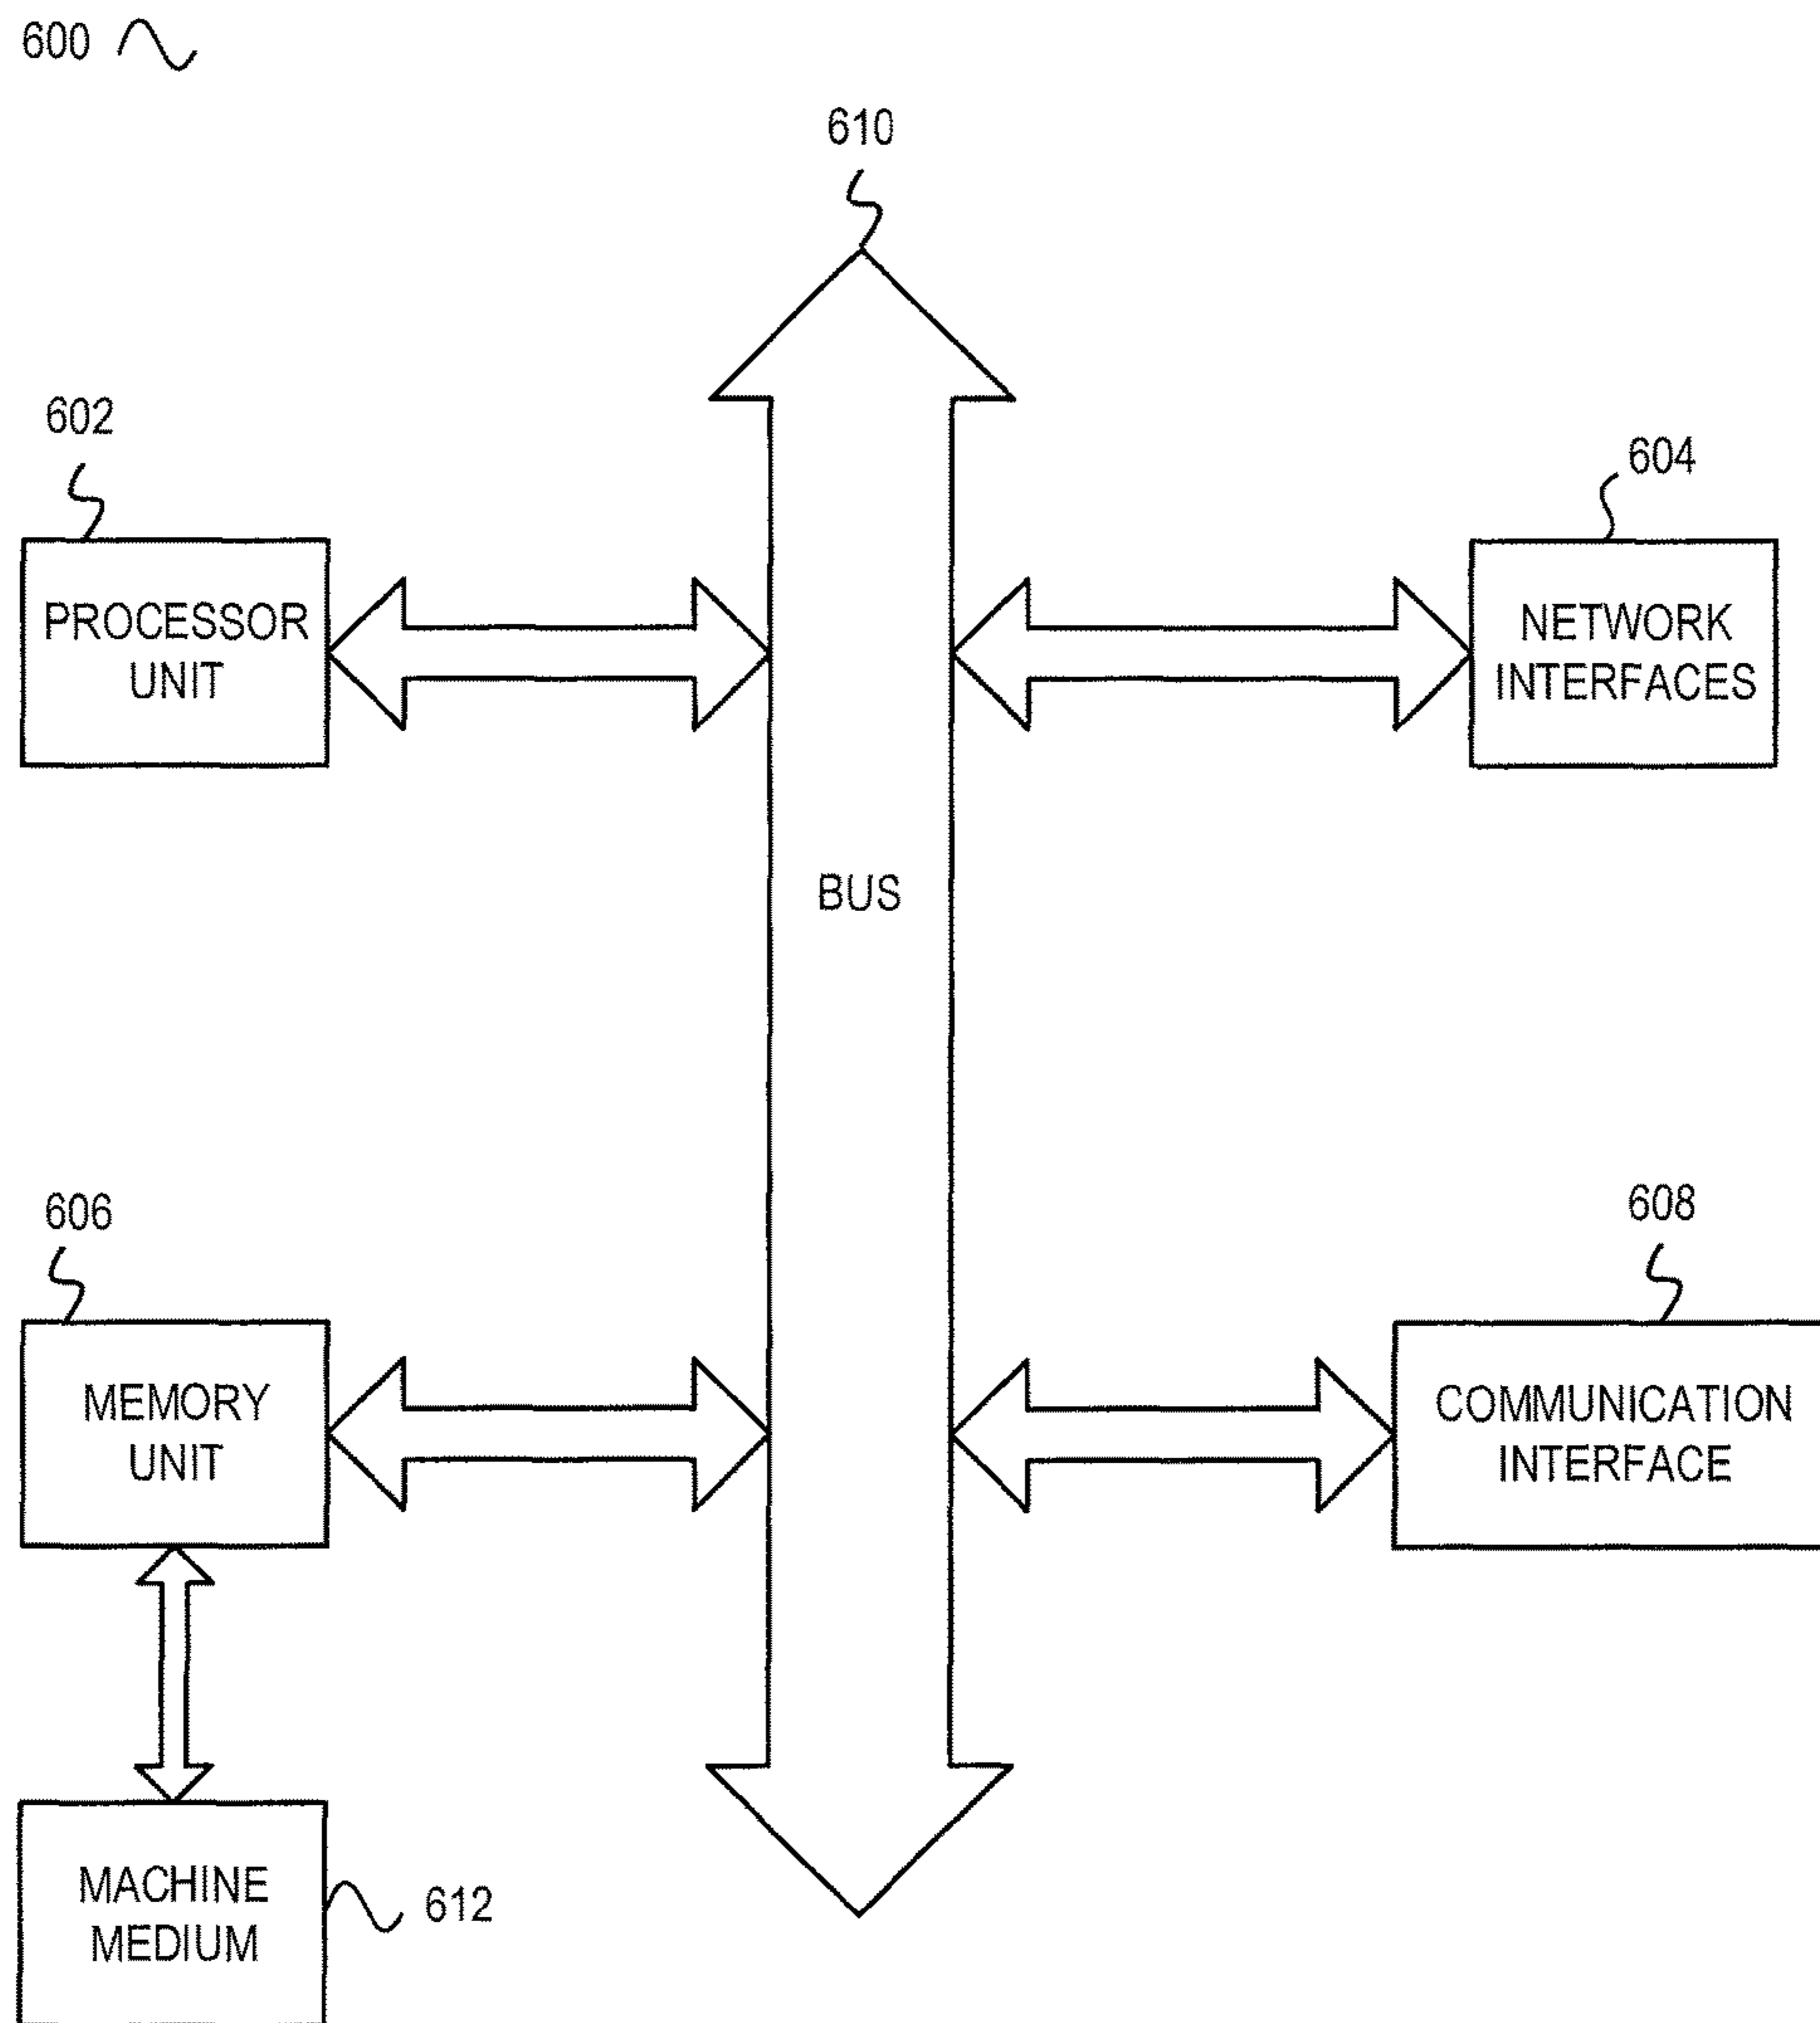 600
610
602
604
PROCESSOR
UNIT
NETWORK
INTERFACES
BUS
606
608
MEMORY
UNIT
COMMUNICATION
INTERFACE
MACHINE
MEDIUM
612